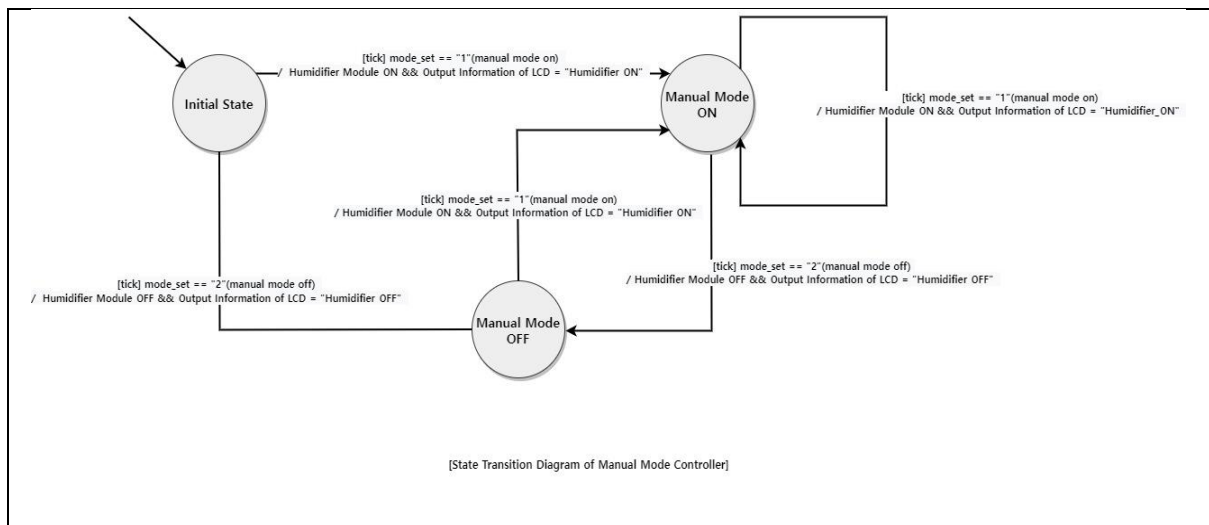 [tick] mode_set == "1"(manual mode on)
/ Humidifier Module ON && Output Information of LCD = "Humidifier ON"
Initial State
Manual Mode
ON
[tick] mode_set == "1"(manual mode on)
/ Humidifier Module ON && Output Information of LCD = "Humidifier_ON"
[tick] mode_set == "1"(manual mode on)
/ Humidifier Module ON && Output Information of LCD = "Humidifier ON"
[tick] mode_set == "2"(manual mode off)
/ Humidifier Module OFF && Output Information of LCD = "Humidifier OFF"
[tick] mode_set == "2"(manual mode off)
/ Humidifier Module OFF && Output Information of LCD = "Humidifier OFF"
Manual Mode
OFF
[State Transition Diagram of Manual Mode Controller]